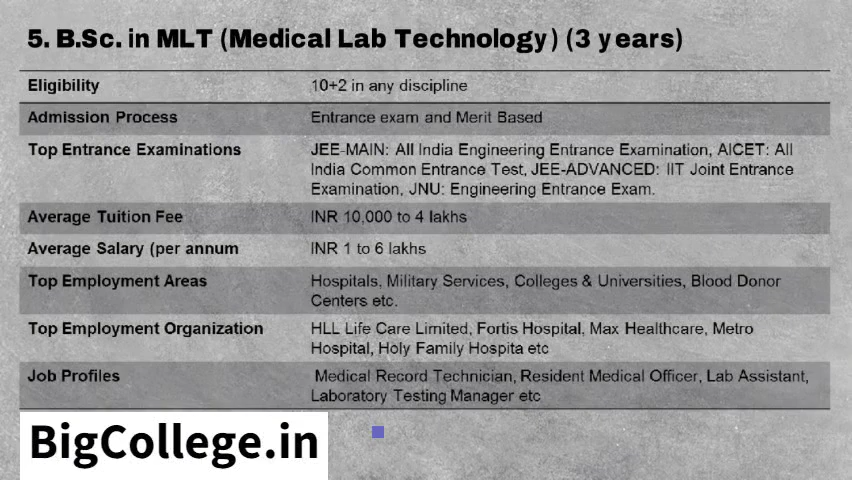 5. B.Sc. in MLT (Medical Lab Technology) (3 years)
Eligibility 10+2 in any discipline
Admission Process Entrance exam and Merit Based
Top Entrance Examinations JEE-MAIN: All India Engineering Entrance Examination, AICET: All
India Common Entrance Test, JEE-ADVANCED: IIT Joint Entrance
Examination, JNU: Engineering Entrance Exam.
Average Tuition Fee INR 10,000 to 4 lakhs
Average Salary (per annum INR 1 to 6 lakhs
Top Employment Areas Hospitals, Military Services, Colleges & Universities, Blood Donor
Centers etc.
Top Employment Organization HLL Life Care Limited, Fortis Hospital, Max Healthcare, Metro
Hospital, Holy Family Hospita etc
Job Profiles Medical Record Technician, Resident Medical Officer, Lab Assistant,
Laboratory Testing Manager etc
BigCollege.in